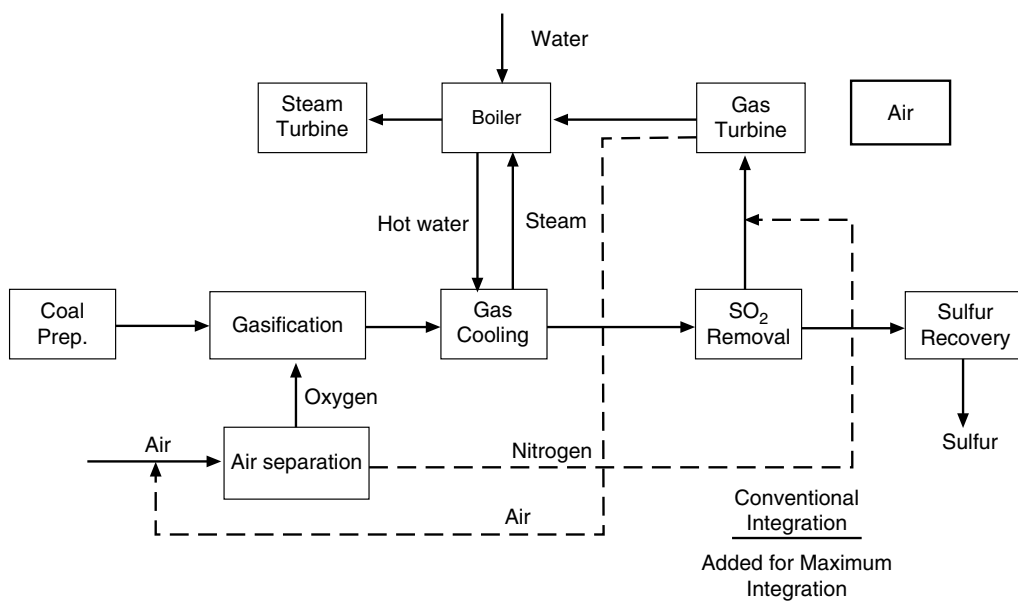 Water
Steam
Turbine
Boiler
Gas
Turbine
Air
Hot water
Steam
Coal
Prep.
Gasification
Gas
Cooling
SO2
Removal
Sulfur
Recovery
Oxygen
Air
Air separation
Nitrogen
Sulfur
Air
Conventional
Integration
Added for Maximum
Integration